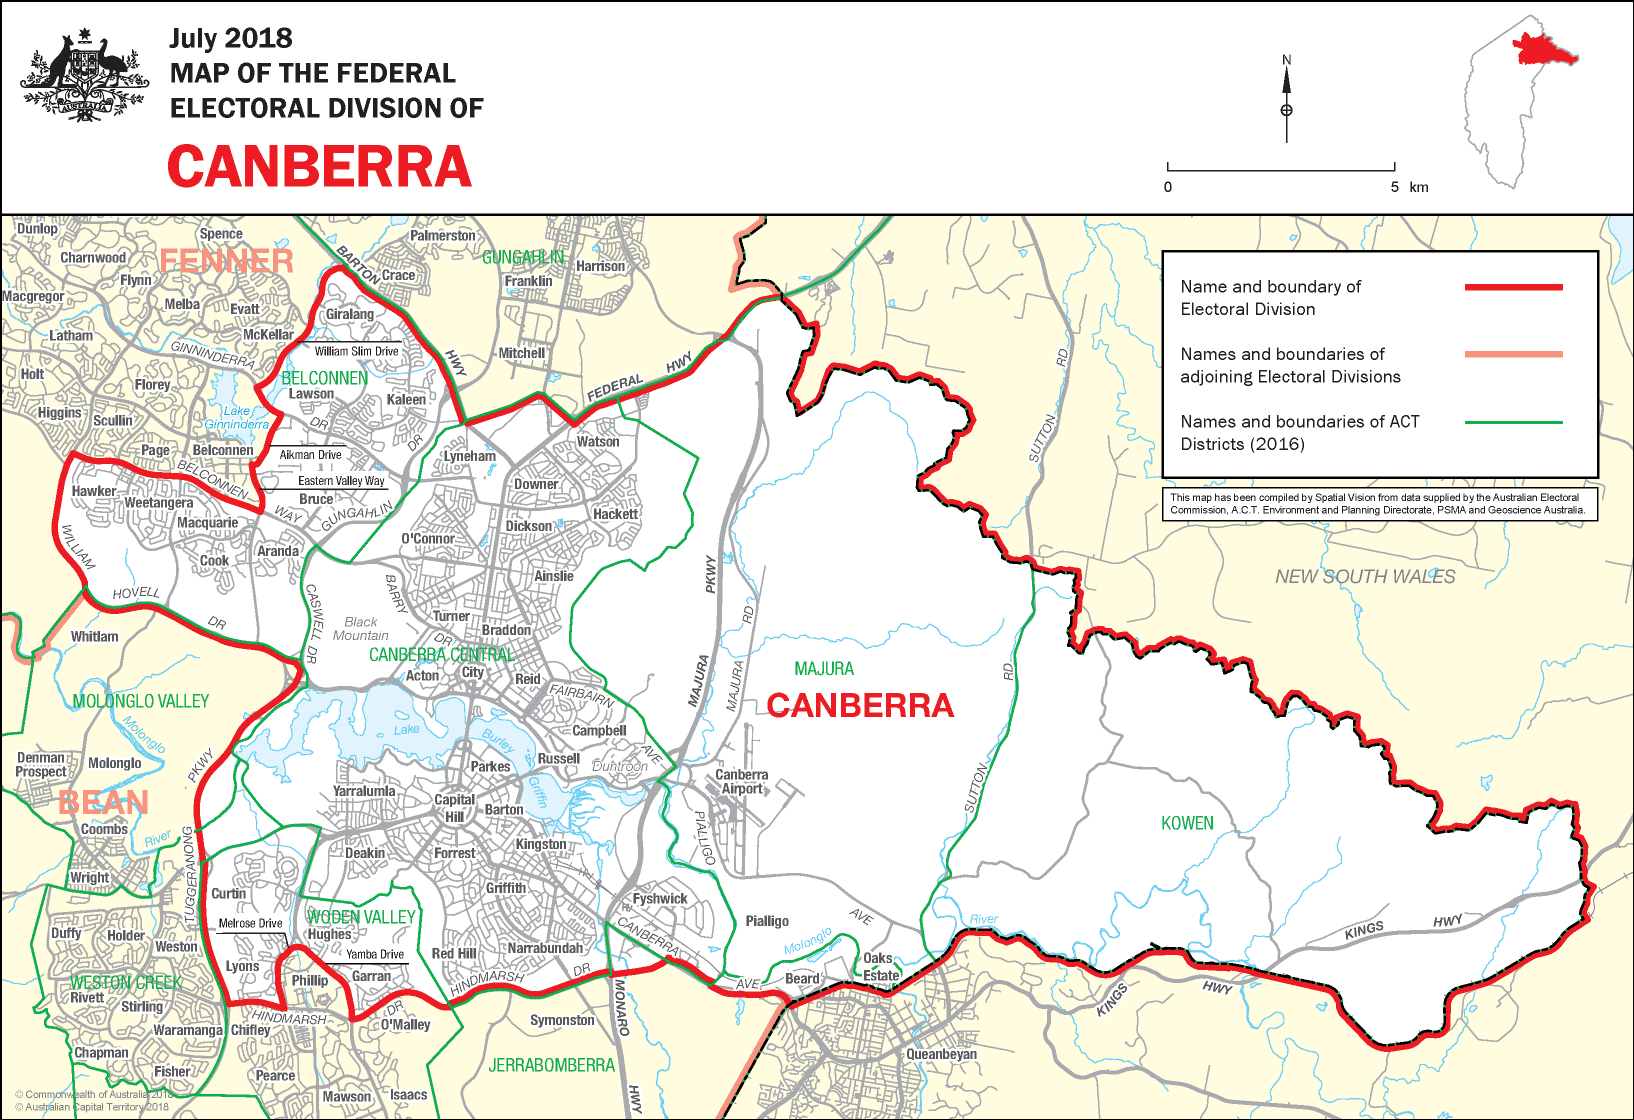 July 2018
MAP OF THE FEDERAL
ELECTORAL DIVISION OF
CANBERRA
AUSTRALIA
N
0 5 km
Name and boundary of
Electoral Division
Names and boundaries of
adjoining Electoral Divisions
Names and boundaries of ACT
Districts (2016)
This map has been compiled by Spatial Vision from data supplied by the Australian Electoral
Commission, A.C.T. Environment and Planning Directorate, PSMA and Geoscience Australia.
NEW SOUTH WALES
Dunlop
Spence
Palmerston
Charnwood
FENNER
BARTON
HWY
GUNGAHLIN
Harrison
Flynn
Crace
Franklin
Macgregor
Melba
Evatt
Giralang
Latham
McKellar
GINNINDERRA
William Slim Drive
Mitchell
Holt
Florey
BELCONNEN
Lawson
Kaleen
FEDERAL
HWY
Higgins
Scullin
Lake
Ginninderra
DR
DR
Watson
SUTTON
RD
Page
Belconnen
Aikman Drive
Lyneham
BELCONNEN
WAY
Eastern Valley Way
Downer
Hawker
Weetangera
Bruce
GUNGAHLIN
Hackett
Macquarie
Dickson
WILLIAM
HOVELL
DR
Cook
Aranda
O'Connor
CASWELL DR
BARRY
DR
Ainslie
Whitlam
Black
Mountain
Turner
Braddon
CANBERRA CENTRAL
Acton
City
Reid
MAJURA
PKWY
MAJURA
RD
MAJURA
CANBERRA
SUTTON
RD
FAIRBAIRN
AVE
MOLONGLO VALLEY
Molonglo
Lake
Burley
Griffin
Campbell
Denman
Prospect
Molonglo
PKWY
Parkes
Russell
Duntroon
Canberra
Airport
BEAN
Yarralumla
Capital
Hill
Barton
KOWEN
Coombs
River
TUGGERANONG
Deakin
Forrest
Kingston
PIALLIGO
AVE
Wright
Curtin
Griffith
Fyshwick
Melrose Drive
WODEN VALLEY
Hughes
Duffy
Holder
Weston
Yamba Drive
Red Hill
Narrabundah
CANBERRA
AVE
Pialligo
Molonglo
River
KINGS
HWY
Lyons
Phillip
Garran
HINDMARSH
DR
Beard
Oaks
Estate
WESTON CREEK
Rivett
Stirling
Waramanga
Chifley
HINDMARSH
DR
O'Malley
Symonston
MONARO
HWY
KINGS
HWY
Chapman
Fisher
Pearce
Mawson
Isaacs
JERRABOMBERRA
Queanbeyan
© Commonwealth of Australia 2018
© Australian Capital Territory 2018